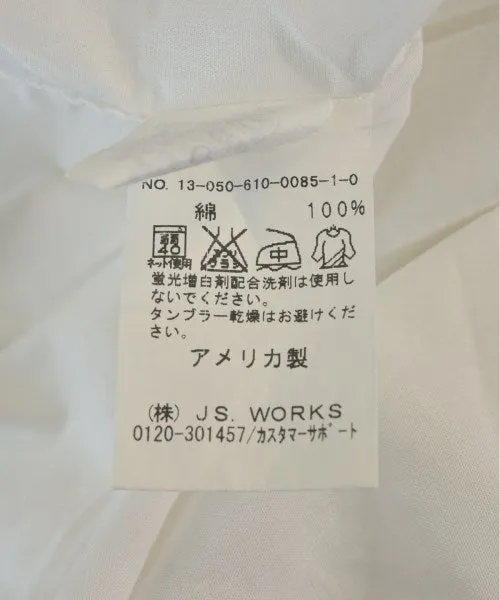 NO. 13-050-610-0085-1-0
綿 100%
40 中
ネット使用
蛍光増白剤配合洗剤は使用し
ないでください。
タンブラー乾燥はお避けくだ
さい。
アメリカ製
(株) J.S. WORKS
0120-301457/カスタマーサポート